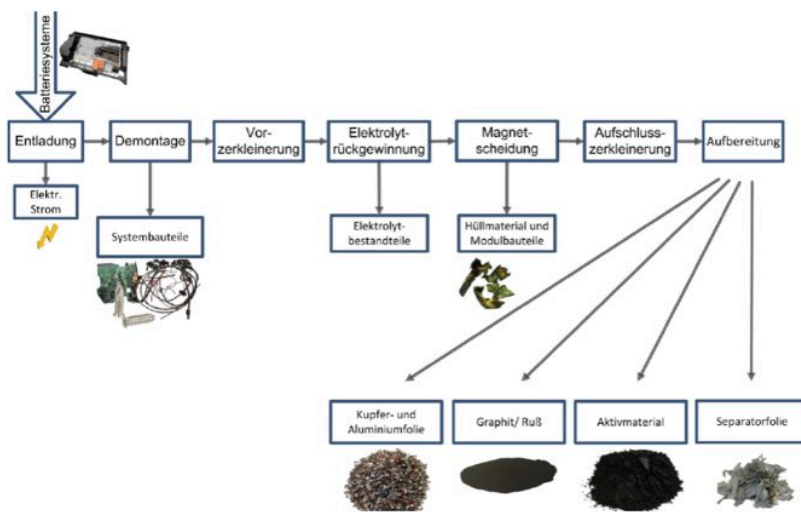 Batteriesysteme
Entladung
Demontage
Vor-
zerkleinerung
Elektrolyt-
rückgewinnung
Magnet-
scheidung
Aufschluss-
zerkleinerung
Aufbereitung
Elektr.
Strom
Systembauteile
Elektrolyt-
bestandteile
Hüllmaterial und
Modulbauteile
Kupfer- und
Aluminiumfolie
Graphit/ Ruß
Aktivmaterial
Separatorfolie